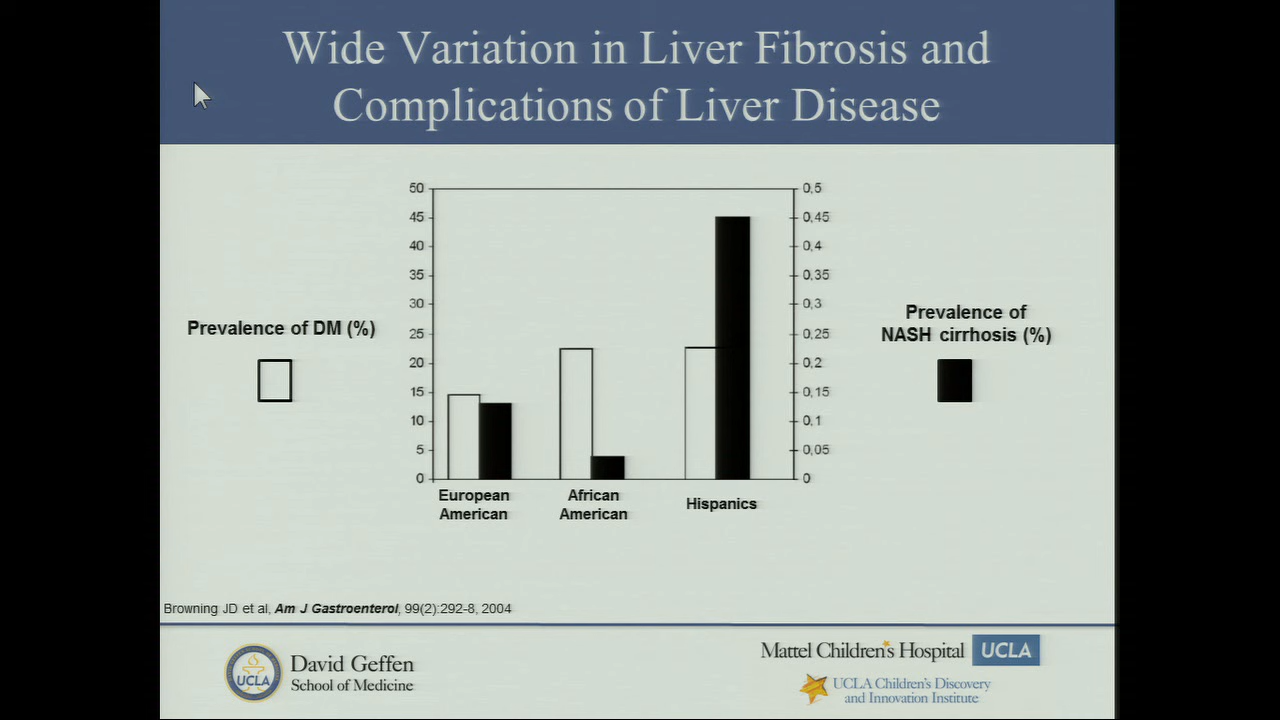 Wide Variation in Liver Fibrosis and
Complications of Liver Disease
Prevalence of DM (%)
50
45
40
35
30
25
20
15
10
5
0
0,5
0,45
0,4
0,35
0,3
0,25
0,2
0,15
0,1
0,05
0
European
American
African
American
Hispanics
Prevalence of
NASH cirrhosis (%)
Browning JD et al, Am J Gastroenterol, 99(2):292-8, 2004
UCLA
David Geffen
School of Medicine
Mattel Children's Hospital UCLA
UCLA Children's Discovery
and Innovation Institute